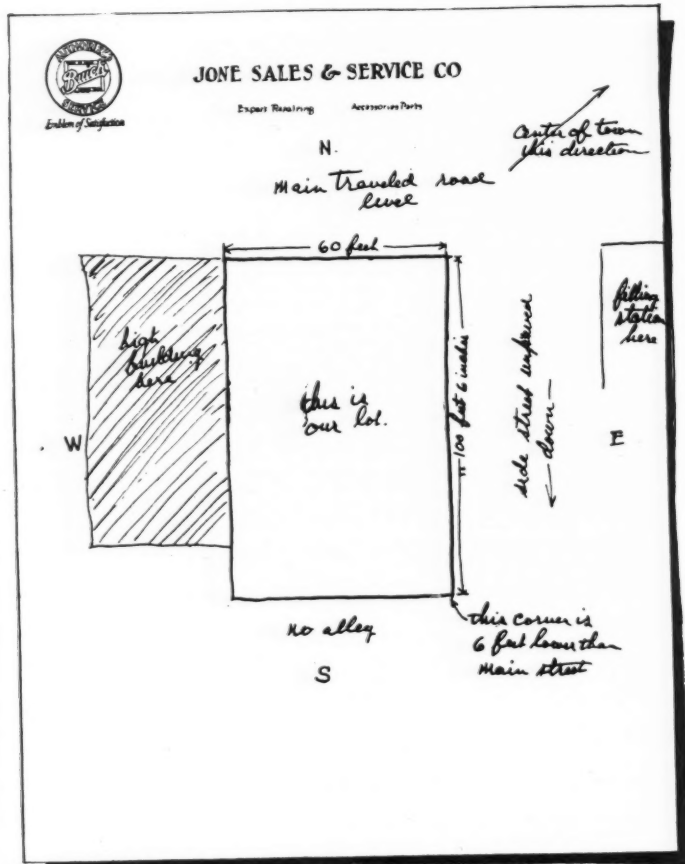 AUTHORIZED
Buick
SERVICE
Emblem of Satisfaction
JONE SALES & SERVICE CO
Expert Repairing Accessories Parts
N.
Main Traveled road
level
Center of town
this direction
60 feet
high
building
here
this is
our lot.
100 feet 6 inches
side street unpaved
down
filling
station
here
W
E
no alley
S
this corner is
6 feet lower than
main street